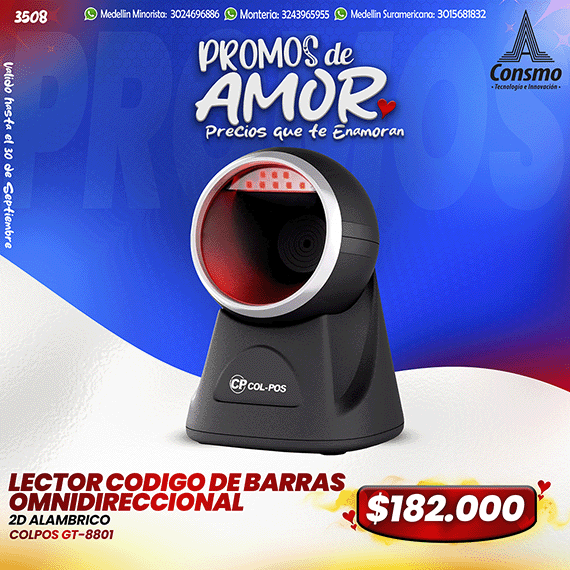 3508
Medellin Minorista: 3024696886
Monteria: 3243965955
Medellin Suramericana: 3015681832
Consmo
- Tecnología e Innovación -
Valido hasta el 30 de Septiembre
PROMOS
PROMOS de
AMOR
Precios que te Enamoran
CP COL-POS
LECTOR CODIGO DE BARRAS
OMNIDIRECCIONAL
2D ALAMBRICO
COLPOS GT-8801
$182.000